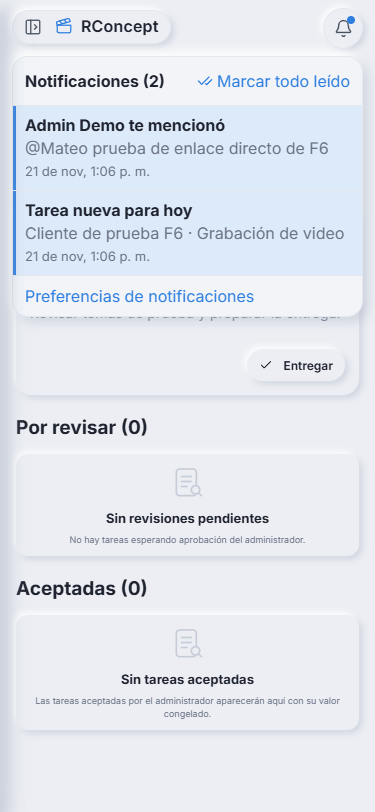 RConcept
Notificaciones (2)
Marcar todo leído
Admin Demo te mencionó
@Mateo prueba de enlace directo de F6
21 de nov, 1:06 p. m.
Tarea nueva para hoy
Cliente de prueba F6 · Grabación de video
21 de nov, 1:06 p. m.
Preferencias de notificaciones
Entregar
Por revisar (0)
Sin revisiones pendientes
No hay tareas esperando aprobación del administrador.
Aceptadas (0)
Sin tareas aceptadas
Las tareas aceptadas por el administrador aparecerán aquí con su valor
congelado.